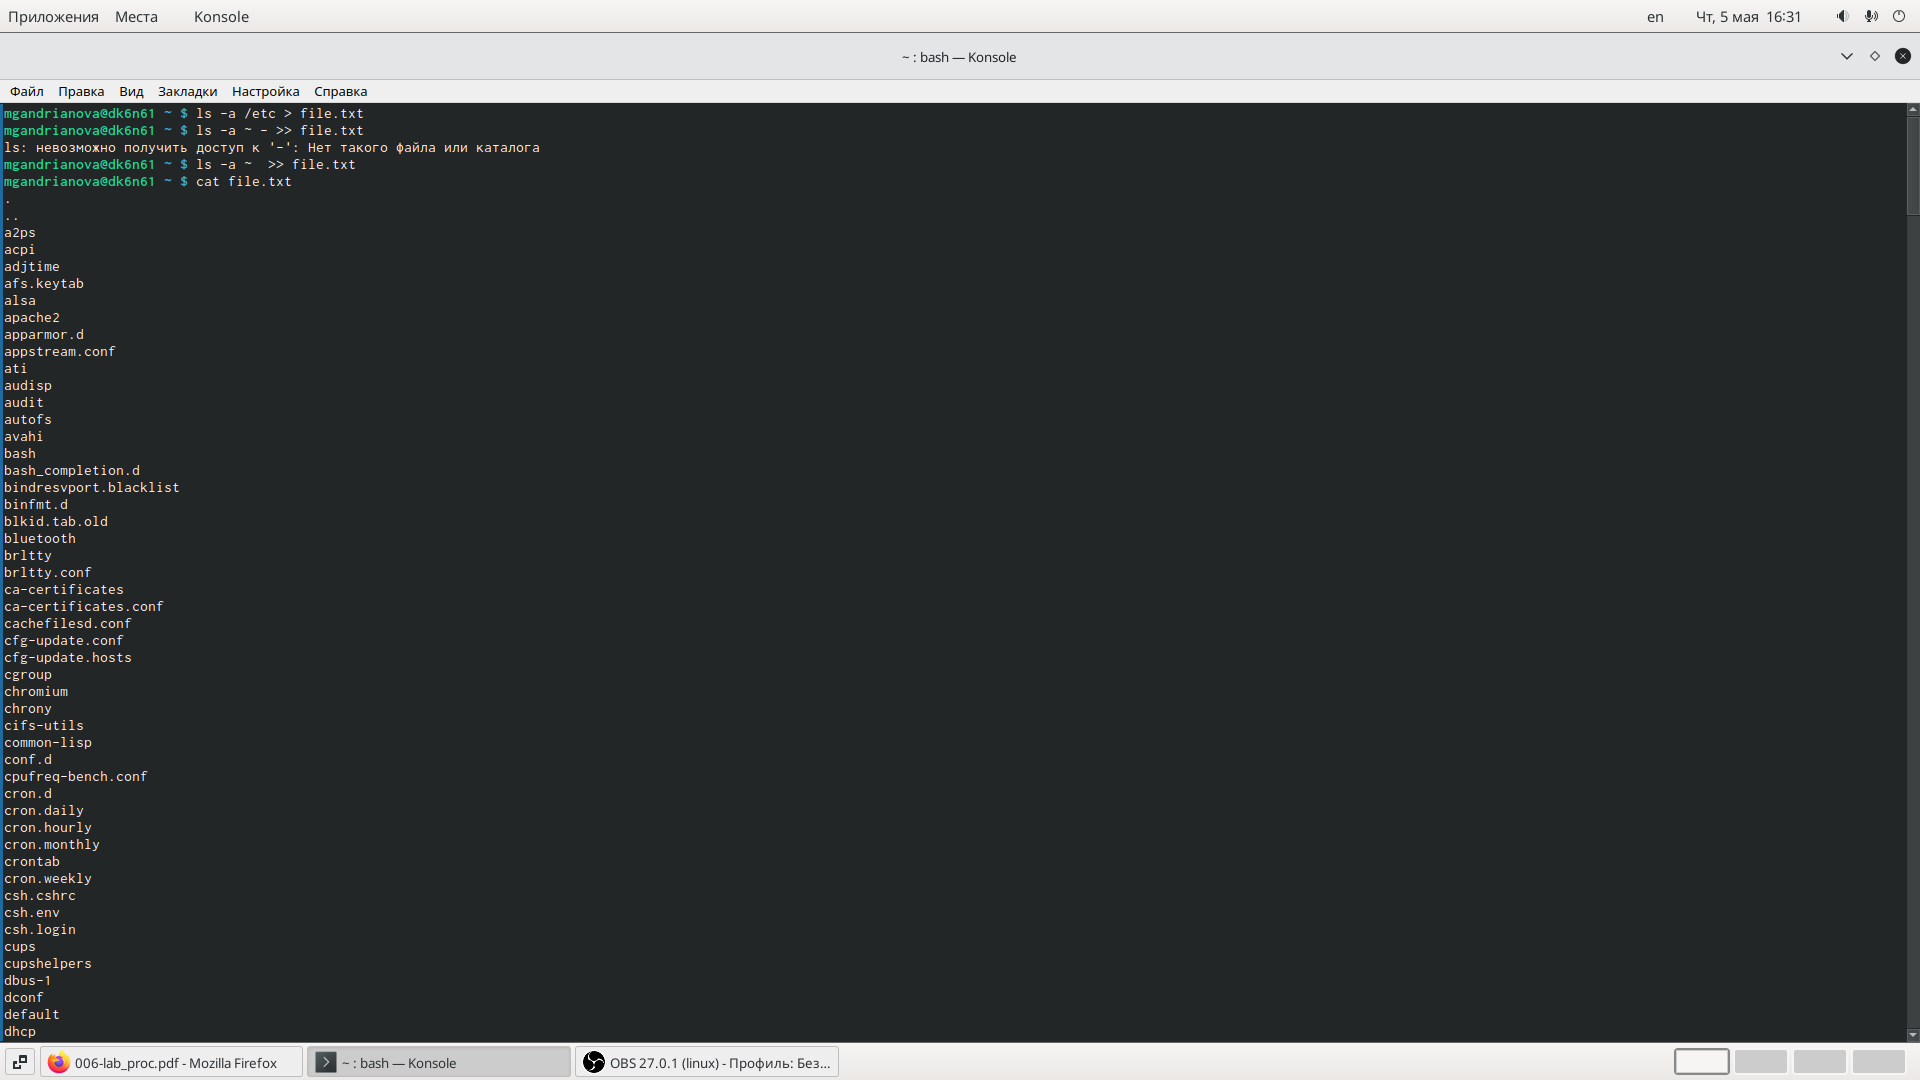 Приложения Места Konsole en Чт, 5 мая 16:31
~ : bash — Konsole
Файл Правка Вид Закладки Настройка Справка
mgandrianova@dk6n61 ~ $ ls -a /etc > file.txt
mgandrianova@dk6n61 ~ $ ls -a ~ - >> file.txt
ls: невозможно получить доступ к '-': Нет такого файла или каталога
mgandrianova@dk6n61 ~ $ ls -a ~  >> file.txt
mgandrianova@dk6n61 ~ $ cat file.txt
.
..
a2ps
acpi
adjtime
afs.keytab
alsa
apache2
apparmor.d
appstream.conf
ati
audisp
audit
autofs
avahi
bash
bash_completion.d
bindresvport.blacklist
binfmt.d
blkid.tab.old
bluetooth
brltty
brltty.conf
ca-certificates
ca-certificates.conf
cachefilesd.conf
cfg-update.conf
cfg-update.hosts
cgroup
chromium
chrony
cifs-utils
common-lisp
conf.d
cpufreq-bench.conf
cron.d
cron.daily
cron.hourly
cron.monthly
crontab
cron.weekly
csh.cshrc
csh.env
csh.login
cups
cupshelpers
dbus-1
dconf
default
dhcp
006-lab_proc.pdf - Mozilla Firefox ~ : bash — Konsole OBS 27.0.1 (linux) - Профиль: Без...